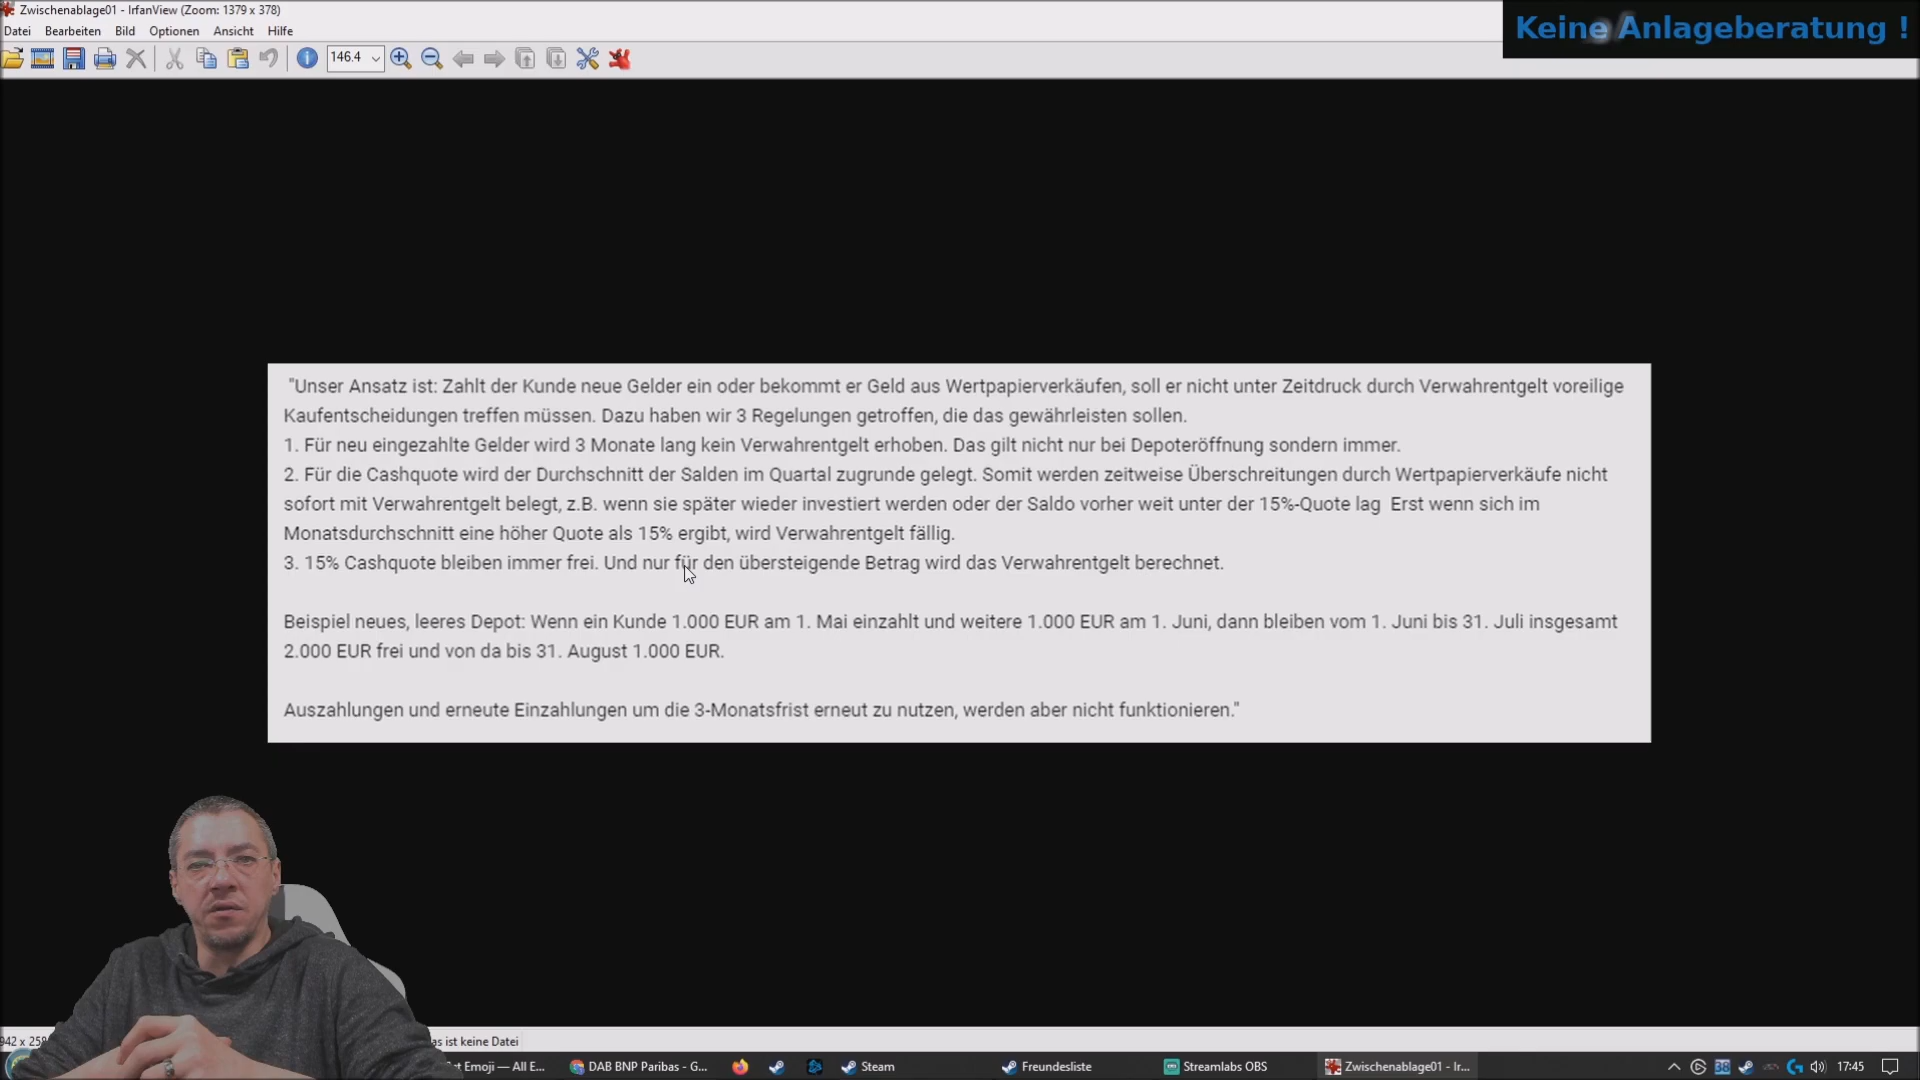 Zwischenablage01 - IrfanView (Zoom: 1379 x 378)
Keine Anlageberatung !
Datei Bearbeiten Bild Optionen Ansicht Hilfe
146.4
"Unser Ansatz ist: Zahlt der Kunde neue Gelder ein oder bekommt er Geld aus Wertpapierverkäufen, soll er nicht unter Zeitdruck durch Verwahrentgelt voreilige
Kaufentscheidungen treffen müssen. Dazu haben wir 3 Regelungen getroffen, die das gewährleisten sollen.
1. Für neu eingezahlte Gelder wird 3 Monate lang kein Verwahrentgelt erhoben. Das gilt nicht nur bei Depoteröffnung sondern immer.
2. Für die Cashquote wird der Durchschnitt der Salden im Quartal zugrunde gelegt. Somit werden zeitweise Überschreitungen durch Wertpapierverkäufe nicht
sofort mit Verwahrentgelt belegt, z.B. wenn sie später wieder investiert werden oder der Saldo vorher weit unter der 15%-Quote lag  Erst wenn sich im
Monatsdurchschnitt eine höher Quote als 15% ergibt, wird Verwahrentgelt fällig.
3. 15% Cashquote bleiben immer frei. Und nur für den übersteigende Betrag wird das Verwahrentgelt berechnet.
Beispiel neues, leeres Depot: Wenn ein Kunde 1.000 EUR am 1. Mai einzahlt und weitere 1.000 EUR am 1. Juni, dann bleiben vom 1. Juni bis 31. Juli insgesamt
2.000 EUR frei und von da bis 31. August 1.000 EUR.
Auszahlungen und erneute Einzahlungen um die 3-Monatsfrist erneut zu nutzen, werden aber nicht funktionieren."
ist keine Datei
Emoji — All E... DAB BNP Paribas - G... Steam Freundesliste Streamlabs OBS Zwischenablage01 - Ir... 38 17:45